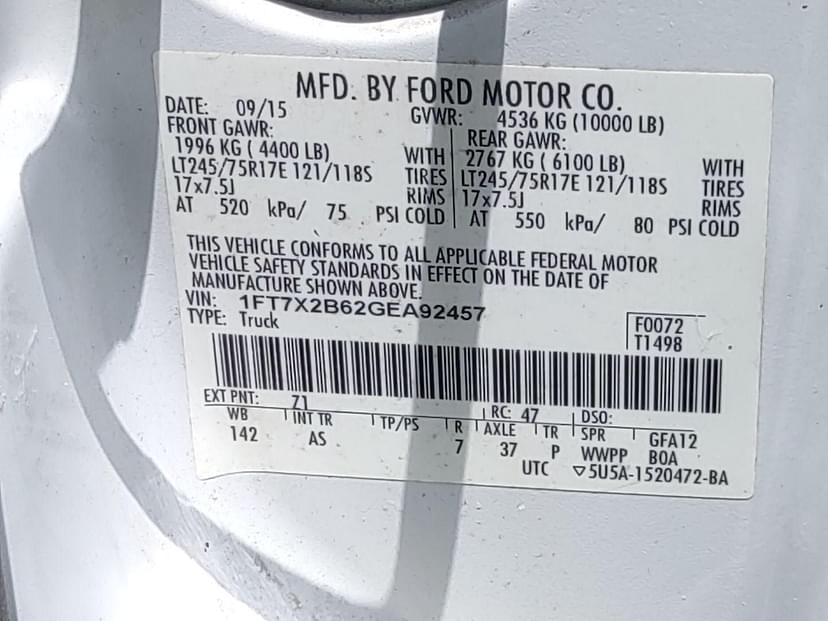 MFD. BY FORD MOTOR CO.
DATE: 09/15 GVWR: 4536 KG (10000 LB)
FRONT GAWR: REAR GAWR:
1996 KG ( 4400 LB) WITH 2767 KG ( 6100 LB) WITH
LT245/75R17E 121/118S TIRES LT245/75R17E 121/118S TIRES
17x7.5J RIMS 17x7.5J RIMS
AT 520 kPa/ 75 PSI COLD AT 550 kPa/ 80 PSI COLD
THIS VEHICLE CONFORMS TO ALL APPLICABLE FEDERAL MOTOR
VEHICLE SAFETY STANDARDS IN EFFECT ON THE DATE OF
MANUFACTURE SHOWN ABOVE.
VIN: 1FT7X2B62GEA92457
TYPE: Truck
F0072
T1498
EXT PNT: Z1 RC: 47 DSO:
WB INT TR TP/PS R AXLE TR SPR GFA12
142 AS 7 37 P WWPP BOA
UTC ▽5U5A-1520472-BA